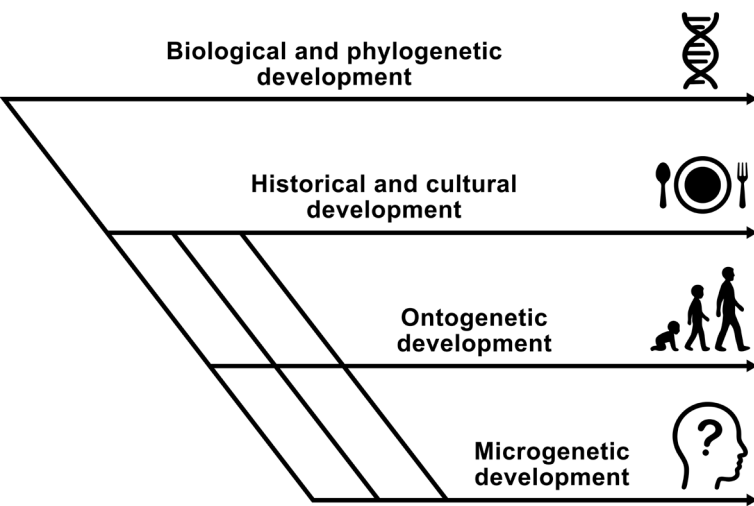 Biological and phylogenetic
development
Historical and cultural
development
Ontogenetic
development
?
Microgenetic
development